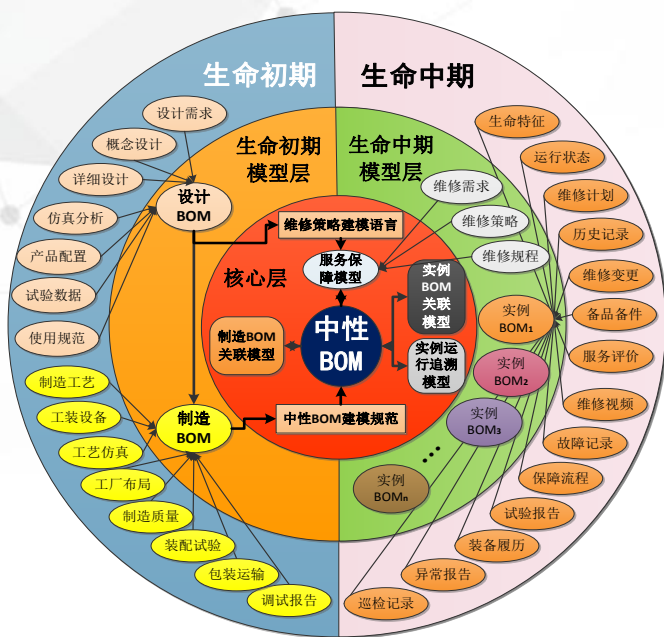 生命初期
生命中期
生命初期
模型层
生命中期
模型层
核心层
设计需求
概念设计
详细设计
仿真分析
产品配置
试验数据
使用规范
设计
BOM
制造工艺
工装设备
工艺仿真
工厂布局
制造质量
装配试验
包装运输
调试报告
制造
BOM
维修策略建模语言
服务保
障模型
制造BOM
关联模型
中性
BOM
实例
BOM
关联
模型
实例运
行追溯
模型
中性BOM建模规范
维修需求
维修策略
维修规程
实例
BOM₁
实例
BOM₂
实例
BOM₃
...
实例
BOMₙ
生命特征
运行状态
维修计划
历史记录
维修变更
备品备件
服务评价
维修视频
故障记录
保障流程
试验报告
装备履历
异常报告
巡检记录